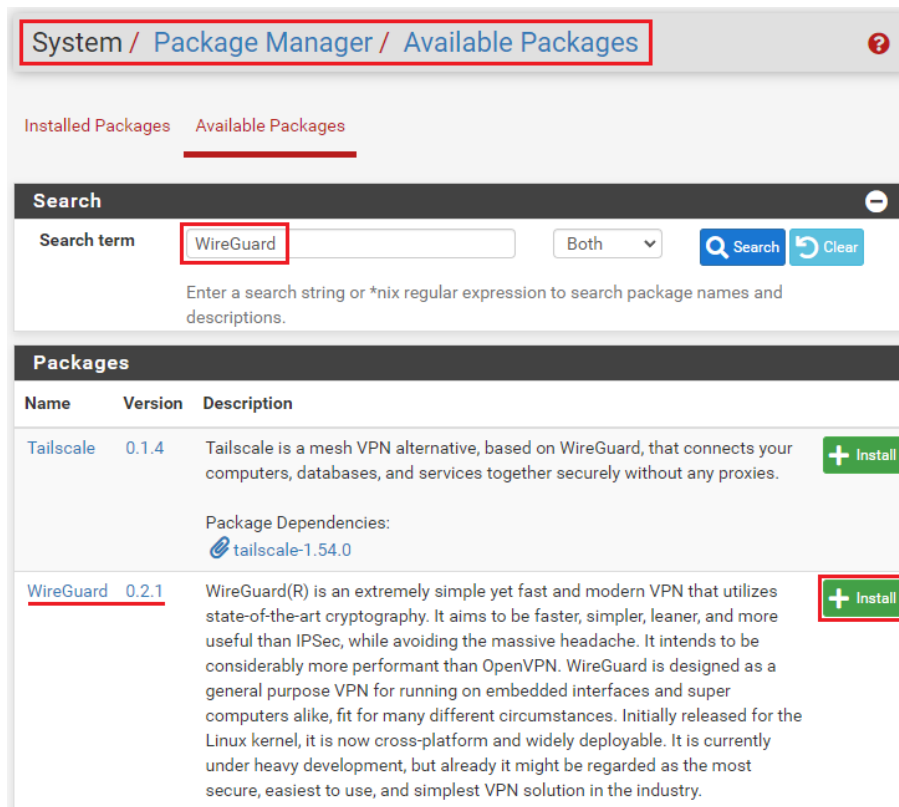 System / Package Manager / Available Packages
Installed Packages Available Packages
Search
Search term WireGuard Both Search Clear
Enter a search string or *nix regular expression to search package names and
descriptions.
Packages
Name Version Description
Tailscale 0.1.4 Tailscale is a mesh VPN alternative, based on WireGuard, that connects your Install
computers, databases, and services together securely without any proxies.
Package Dependencies:
tailscale-1.54.0
WireGuard 0.2.1 WireGuard(R) is an extremely simple yet fast and modern VPN that utilizes Install
state-of-the-art cryptography. It aims to be faster, simpler, leaner, and more
useful than IPSec, while avoiding the massive headache. It intends to be
considerably more performant than OpenVPN. WireGuard is designed as a
general purpose VPN for running on embedded interfaces and super
computers alike, fit for many different circumstances. Initially released for the
Linux kernel, it is now cross-platform and widely deployable. It is currently
under heavy development, but already it might be regarded as the most
secure, easiest to use, and simplest VPN solution in the industry.